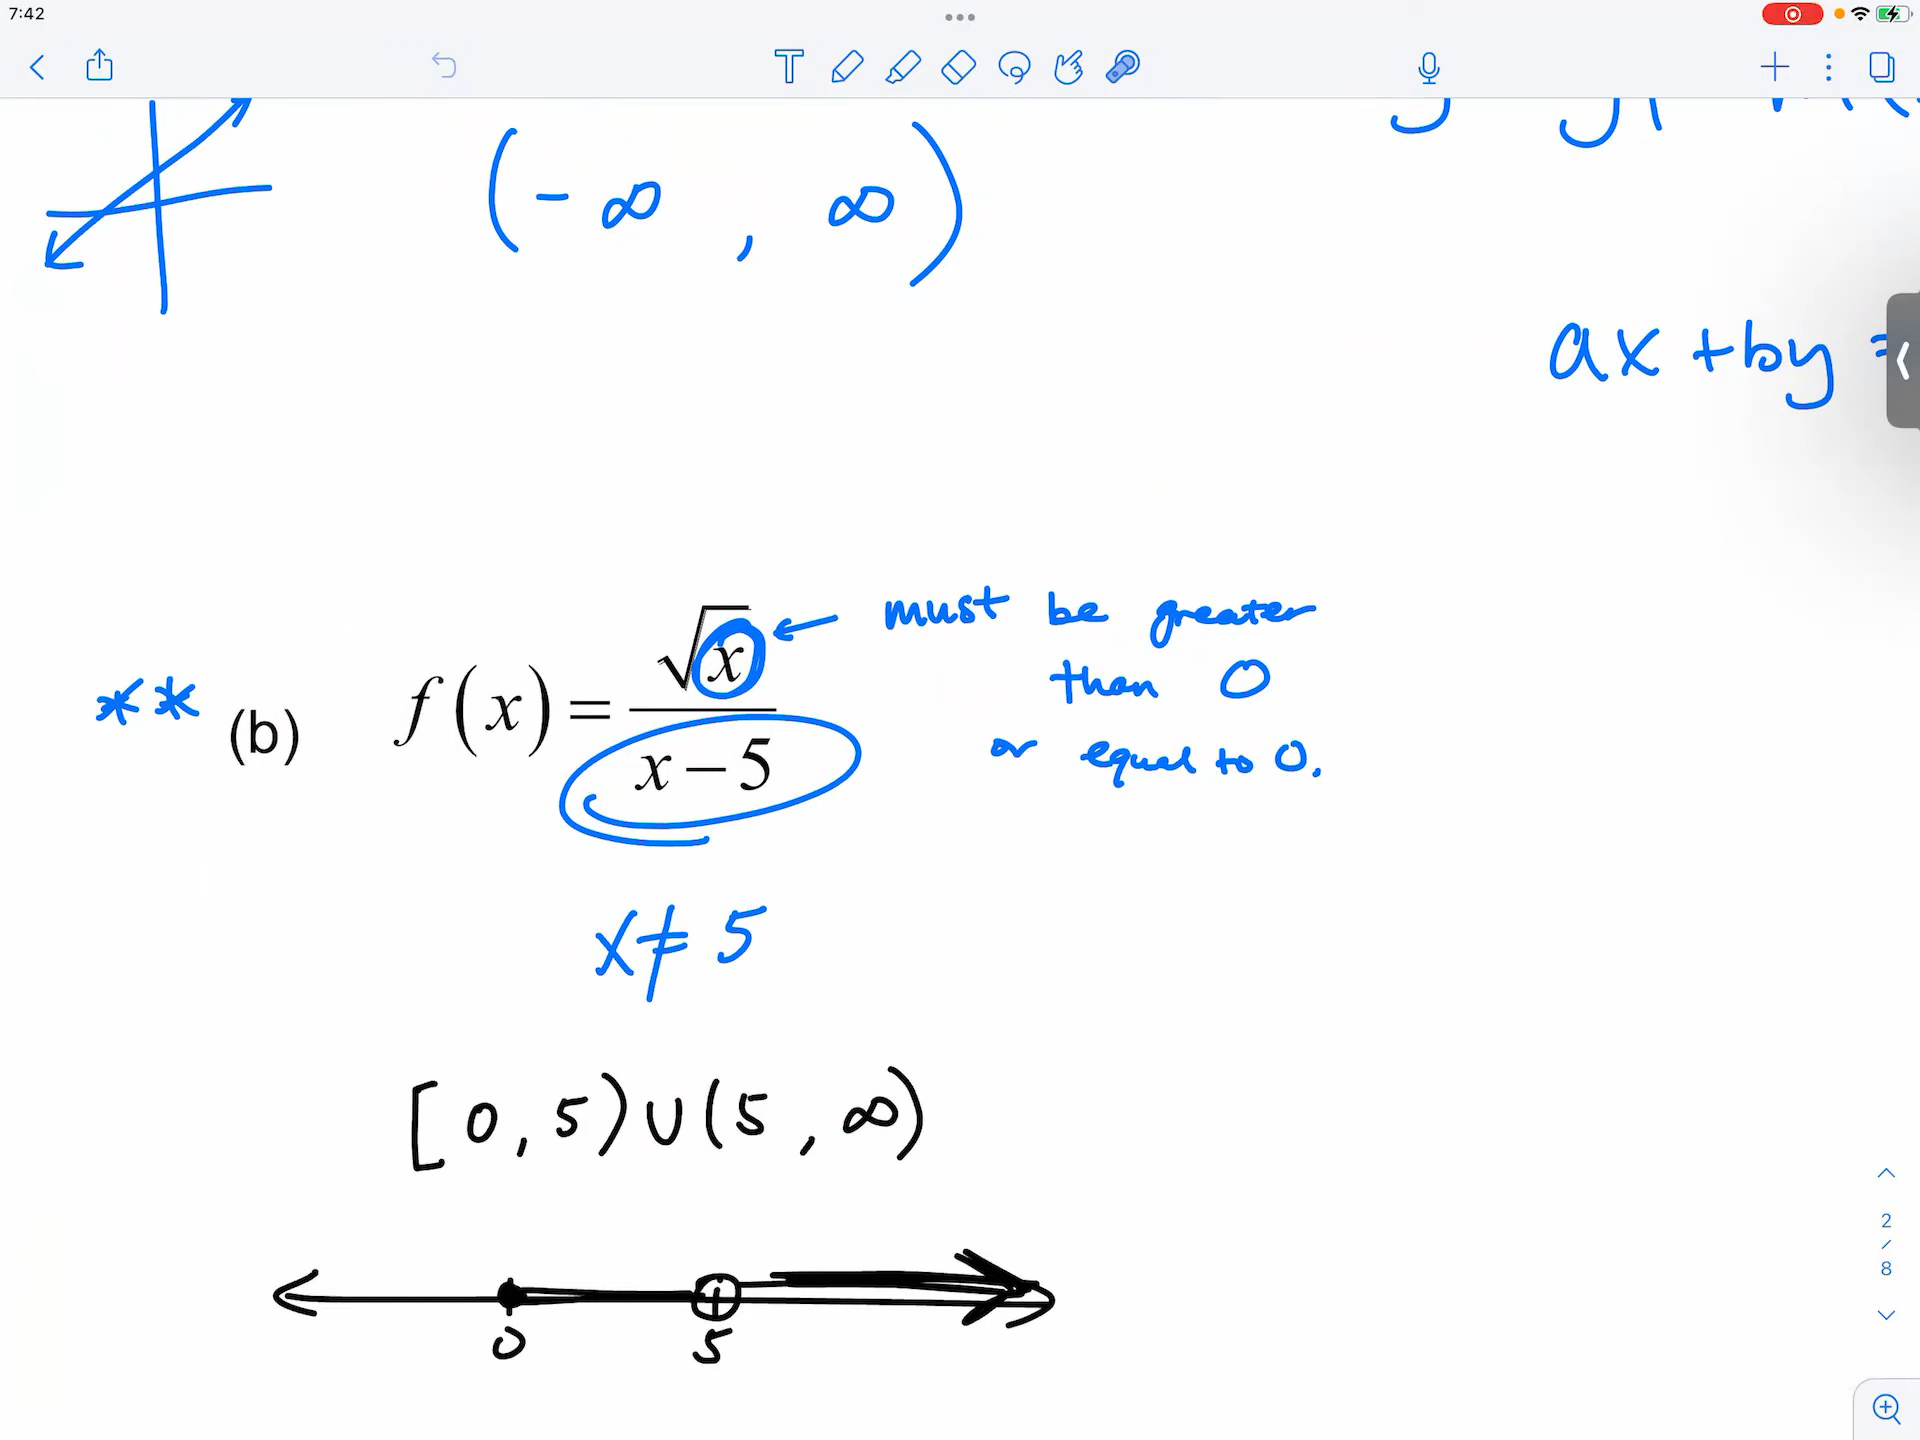 7:42
(-∞, ∞)
ax + by =
** (b) f(x) = √x / x - 5
must be greater
than 0
or equal to 0.
x ≠ 5
[0, 5) ∪ (5, ∞)
0 5
2
/
8